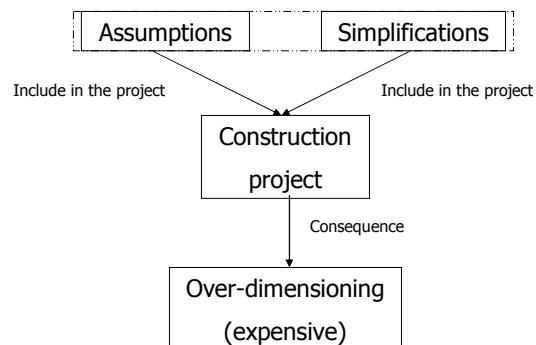 Assumptions
Simplifications
Include in the project
Include in the project
Construction
project
Consequence
Over-dimensioning
(expensive)